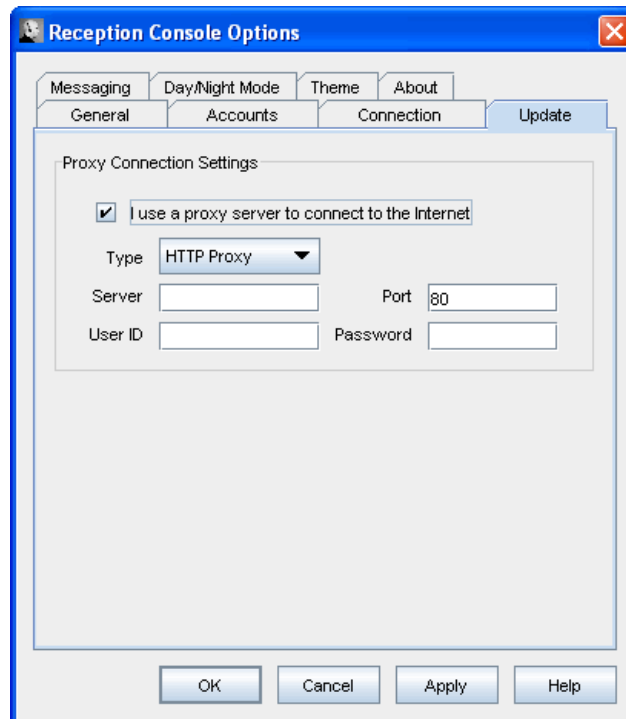 Reception Console Options
Messaging Day/Night Mode Theme About
General Accounts Connection Update
Proxy Connection Settings
I use a proxy server to connect to the Internet
Type HTTP Proxy
Server Port 80
User ID Password
OK Cancel Apply Help